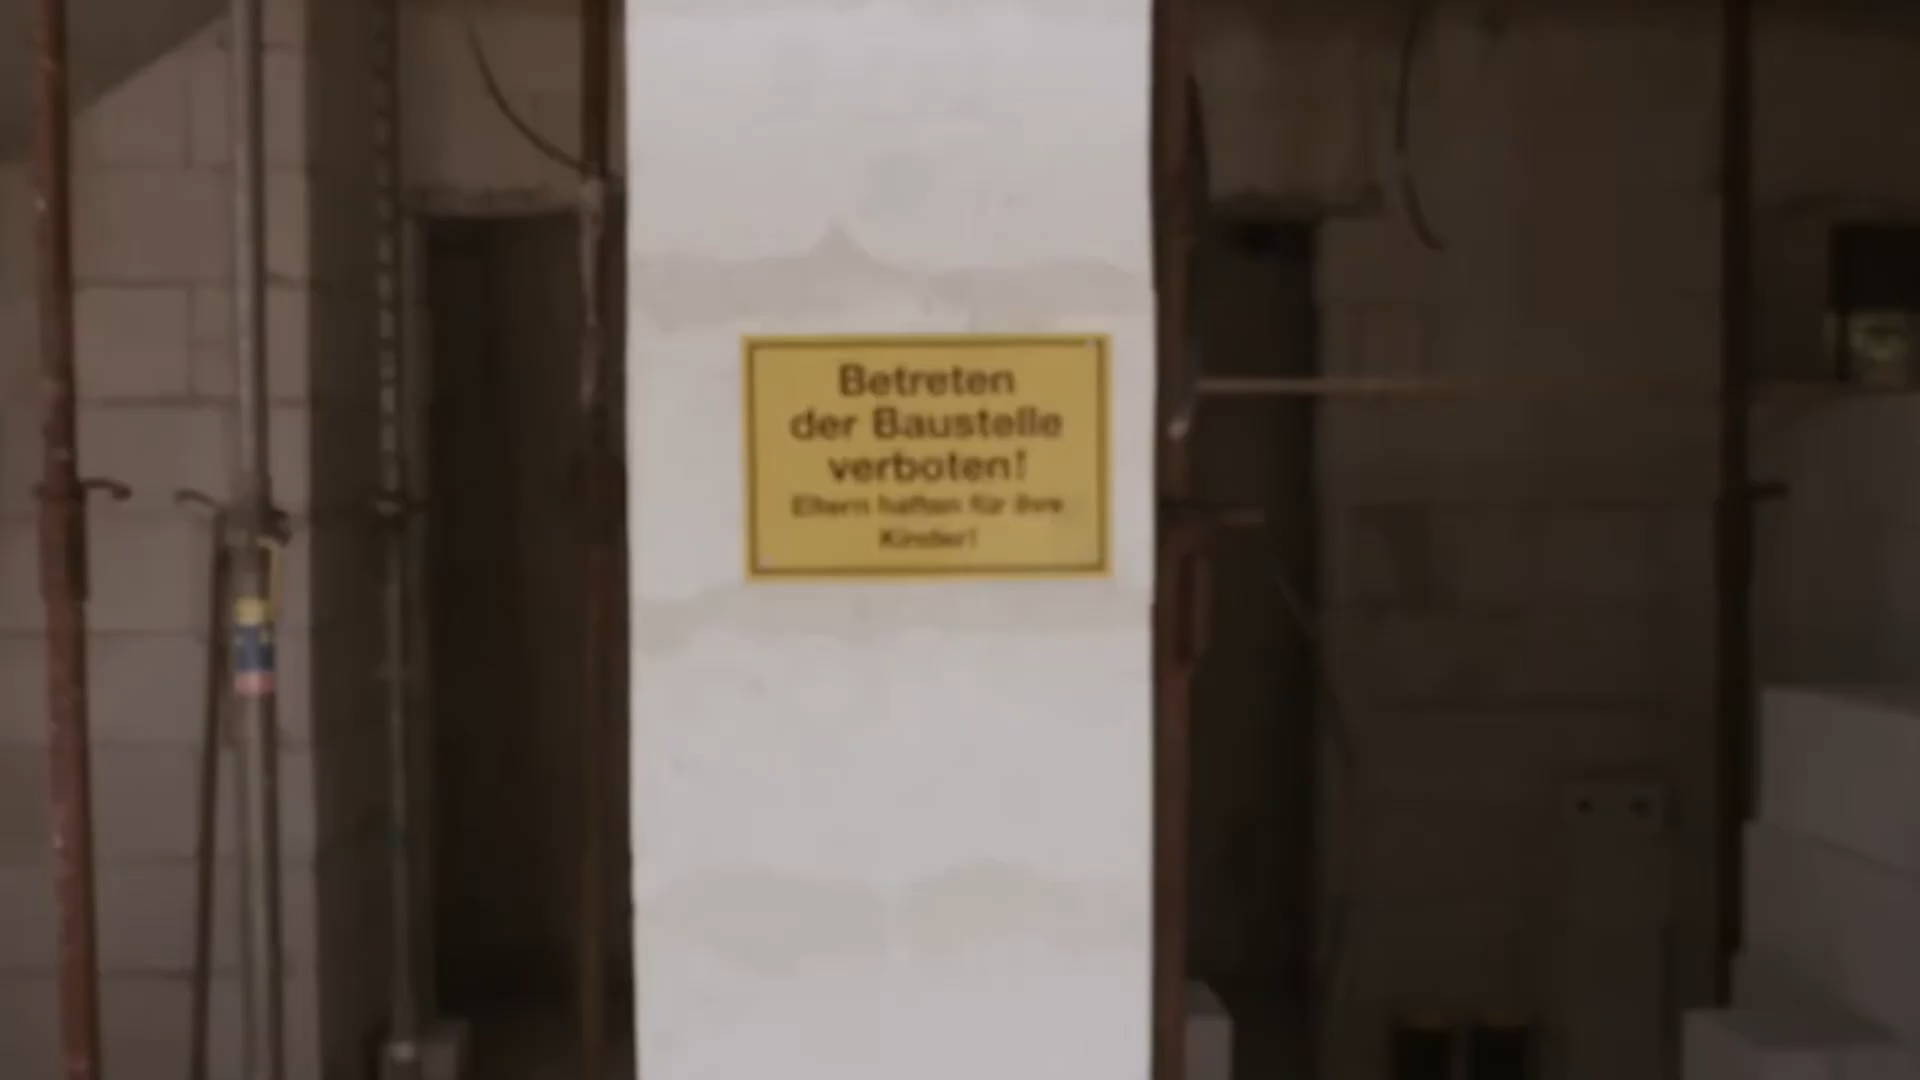 Betreten
der Baustelle
verboten!
Eltern haften für ihre
Kinder!